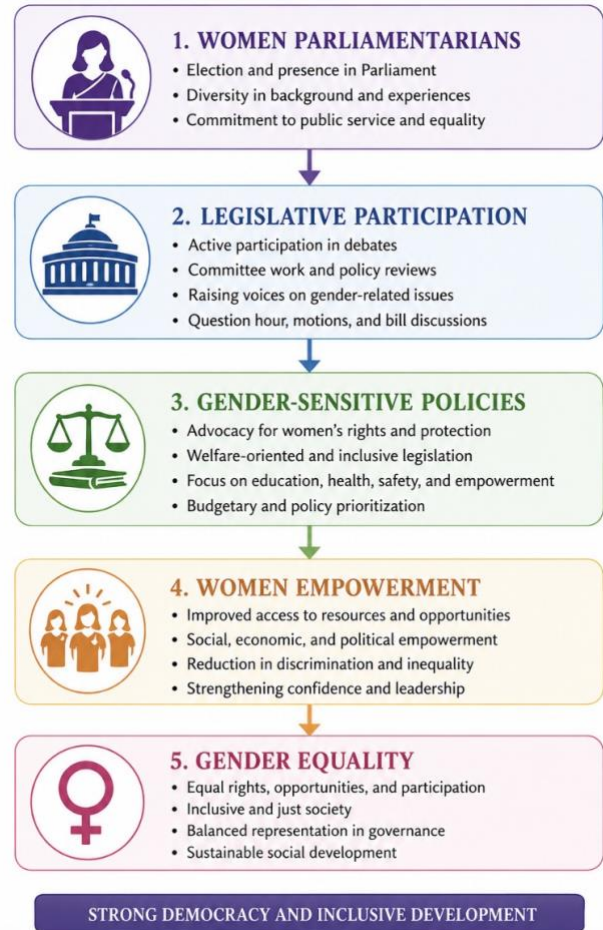 1. WOMEN PARLIAMENTARIANS
• Election and presence in Parliament
• Diversity in background and experiences
• Commitment to public service and equality
2. LEGISLATIVE PARTICIPATION
• Active participation in debates
• Committee work and policy reviews
• Raising voices on gender-related issues
• Question hour, motions, and bill discussions
3. GENDER-SENSITIVE POLICIES
• Advocacy for women's rights and protection
• Welfare-oriented and inclusive legislation
• Focus on education, health, safety, and empowerment
• Budgetary and policy prioritization
4. WOMEN EMPOWERMENT
• Improved access to resources and opportunities
• Social, economic, and political empowerment
• Reduction in discrimination and inequality
• Strengthening confidence and leadership
5. GENDER EQUALITY
• Equal rights, opportunities, and participation
• Inclusive and just society
• Balanced representation in governance
• Sustainable social development
STRONG DEMOCRACY AND INCLUSIVE DEVELOPMENT